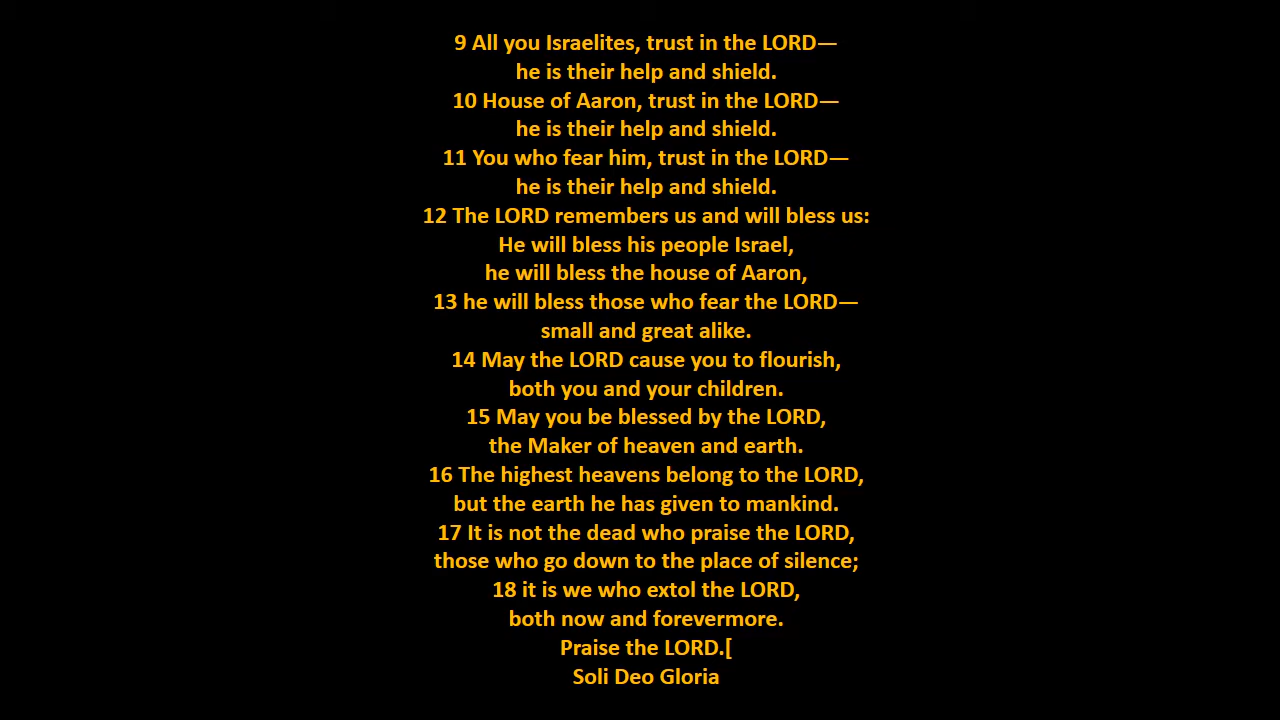 9 All you Israelites, trust in the LORD—
he is their help and shield.
10 House of Aaron, trust in the LORD—
he is their help and shield.
11 You who fear him, trust in the LORD—
he is their help and shield.
12 The LORD remembers us and will bless us:
He will bless his people Israel,
he will bless the house of Aaron,
13 he will bless those who fear the LORD—
small and great alike.
14 May the LORD cause you to flourish,
both you and your children.
15 May you be blessed by the LORD,
the Maker of heaven and earth.
16 The highest heavens belong to the LORD,
but the earth he has given to mankind.
17 It is not the dead who praise the LORD,
those who go down to the place of silence;
18 it is we who extol the LORD,
both now and forevermore.
Praise the LORD.[
Soli Deo Gloria